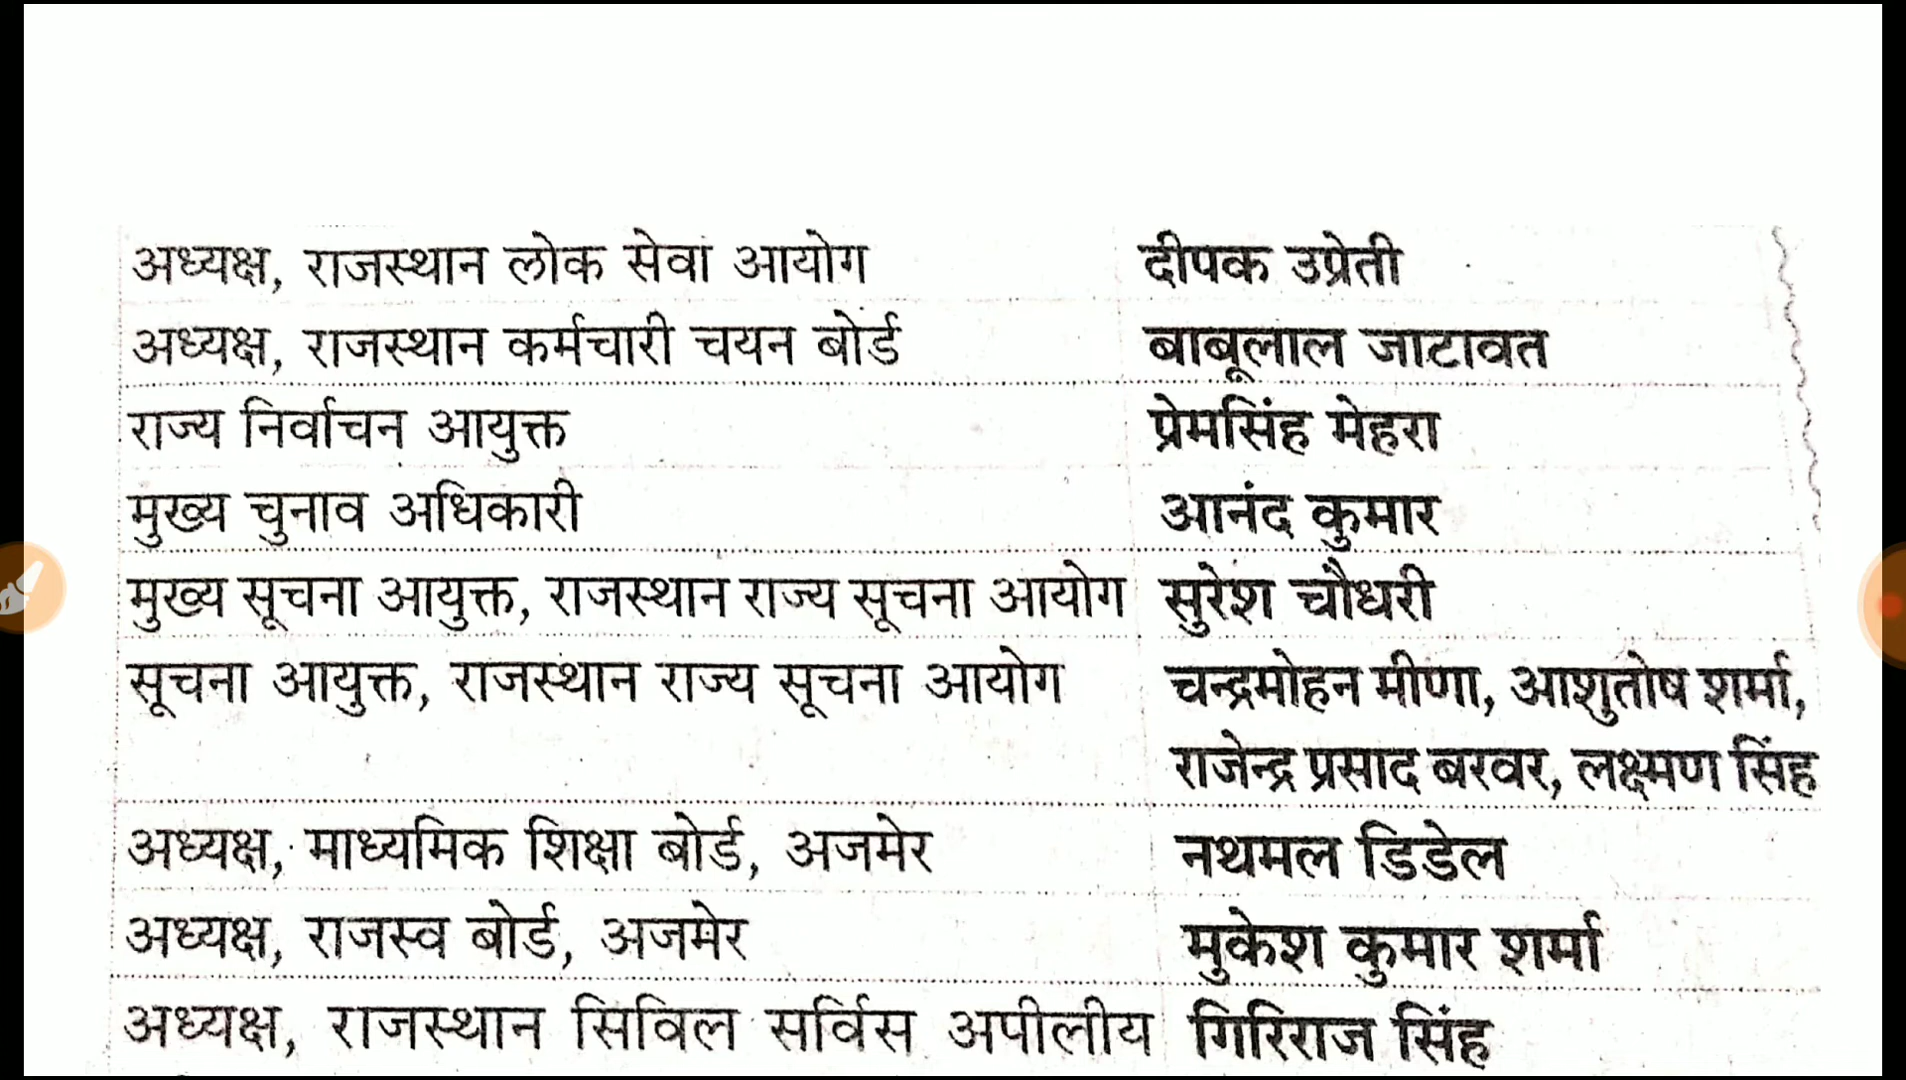 अध्यक्ष, राजस्थान लोक सेवा आयोग दीपक उप्रेती
अध्यक्ष, राजस्थान कर्मचारी चयन बोर्ड बाबूलाल जाटावत
राज्य निर्वाचन आयुक्त प्रेमसिंह मेहरा
मुख्य चुनाव अधिकारी आनंद कुमार
मुख्य सूचना आयुक्त, राजस्थान राज्य सूचना आयोग सुरेश चौधरी
सूचना आयुक्त, राजस्थान राज्य सूचना आयोग चन्द्रमोहन मीणा, आशुतोष शर्मा,
राजेन्द्र प्रसाद बरवर, लक्ष्मण सिंह
अध्यक्ष, माध्यमिक शिक्षा बोर्ड, अजमेर नथमल डिडेल
अध्यक्ष, राजस्व बोर्ड, अजमेर मुकेश कुमार शर्मा
अध्यक्ष, राजस्थान सिविल सर्विस अपीलीय गिरिराज सिंह